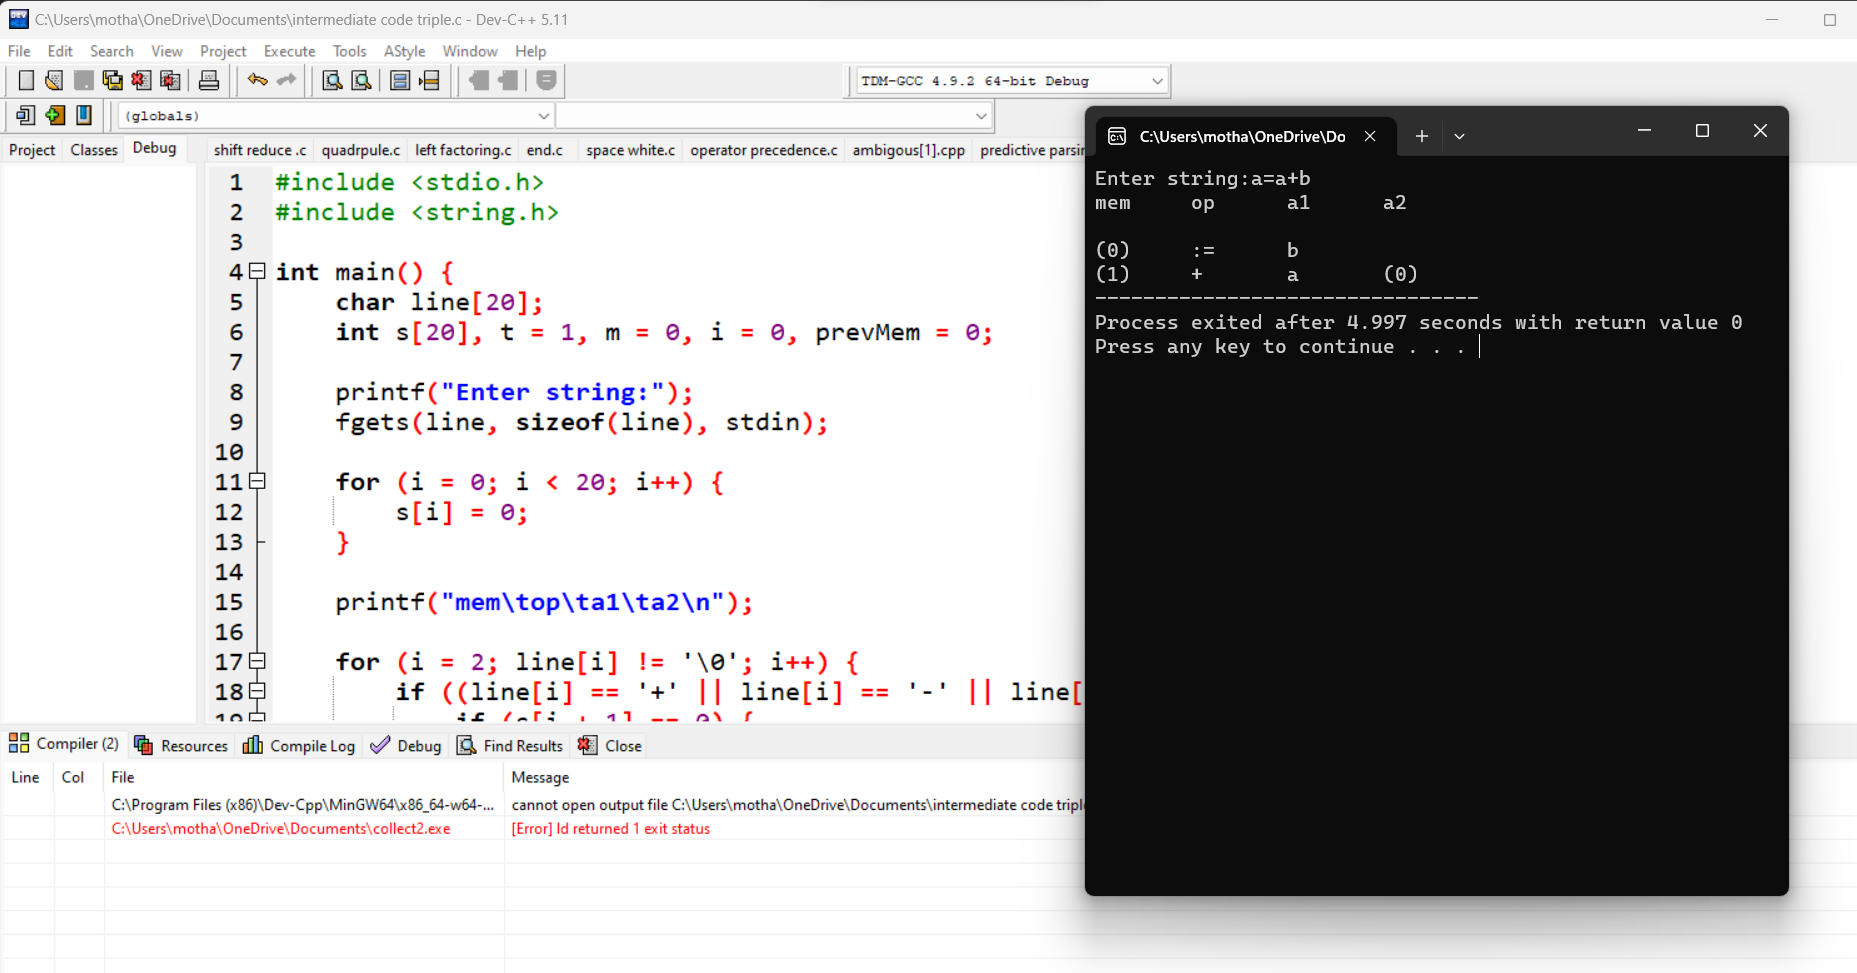 C:\Users\motha\OneDrive\Documents\intermediate code triple.c - Dev-C++ 5.11
File Edit Search View Project Execute Tools AStyle Window Help
TDM-GCC 4.9.2 64-bit Debug
(globals)
Project Classes Debug
shift reduce .c quadrpule.c left factoring.c end.c space white.c operator precedence.c ambigous[1].cpp predictive parsin
1 #include <stdio.h>
2 #include <string.h>
3
4 int main() {
5 char line[20];
6 int s[20], t = 1, m = 0, i = 0, prevMem = 0;
7
8 printf("Enter string:");
9 fgets(line, sizeof(line), stdin);
10
11 for (i = 0; i < 20; i++) {
12 s[i] = 0;
13 }
14
15 printf("mem\top\ta1\ta2\n");
16
17 for (i = 2; line[i] != '\0'; i++) {
18 if ((line[i] == '+' || line[i] == '-' || line[
19 if (s[i + 1] == 0) {
C:\Users\motha\OneDrive\Do
Enter string:a=a+b
mem op a1 a2
(0) := b
(1) + a (0)
--------------------------------
Process exited after 4.997 seconds with return value 0
Press any key to continue . . .
Compiler (2) Resources Compile Log Debug Find Results Close
Line Col File Message
C:\Program Files (x86)\Dev-Cpp\MinGW64\x86_64-w64-... cannot open output file C:\Users\motha\OneDrive\Documents\intermediate code triple
C:\Users\motha\OneDrive\Documents\collect2.exe [Error] ld returned 1 exit status